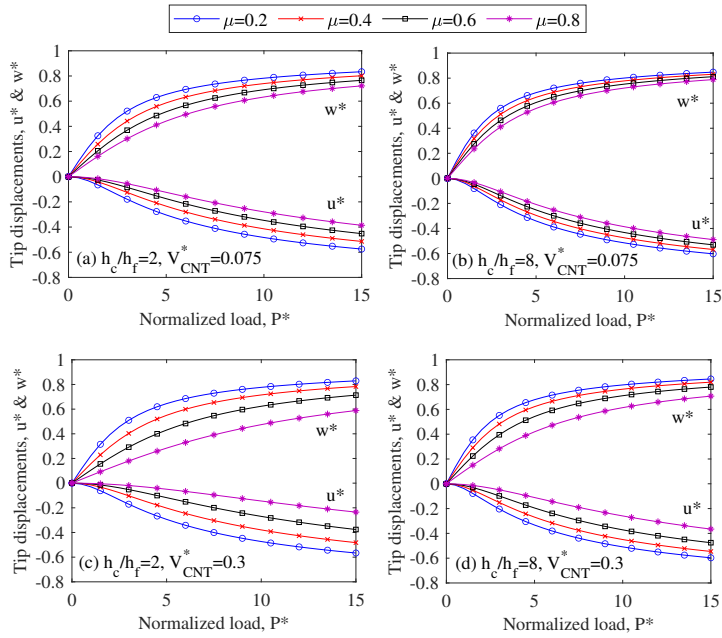 μ=0.2 μ=0.4 μ=0.6 μ=0.8
Tip displacements, u* & w*
1
0.8
0.6
0.4
0.2
0
-0.2
-0.4
-0.6
-0.8
w*
u*
(a) h_c/h_f=2, V*_CNT=0.075
0 5 10 15
Normalized load, P*
Tip displacements, u* & w*
1
0.8
0.6
0.4
0.2
0
-0.2
-0.4
-0.6
-0.8
w*
u*
(b) h_c/h_f=8, V*_CNT=0.075
0 5 10 15
Normalized load, P*
Tip displacements, u* & w*
1
0.8
0.6
0.4
0.2
0
-0.2
-0.4
-0.6
-0.8
w*
u*
(c) h_c/h_f=2, V*_CNT=0.3
0 5 10 15
Normalized load, P*
Tip displacements, u* & w*
1
0.8
0.6
0.4
0.2
0
-0.2
-0.4
-0.6
-0.8
w*
u*
(d) h_c/h_f=8, V*_CNT=0.3
0 5 10 15
Normalized load, P*